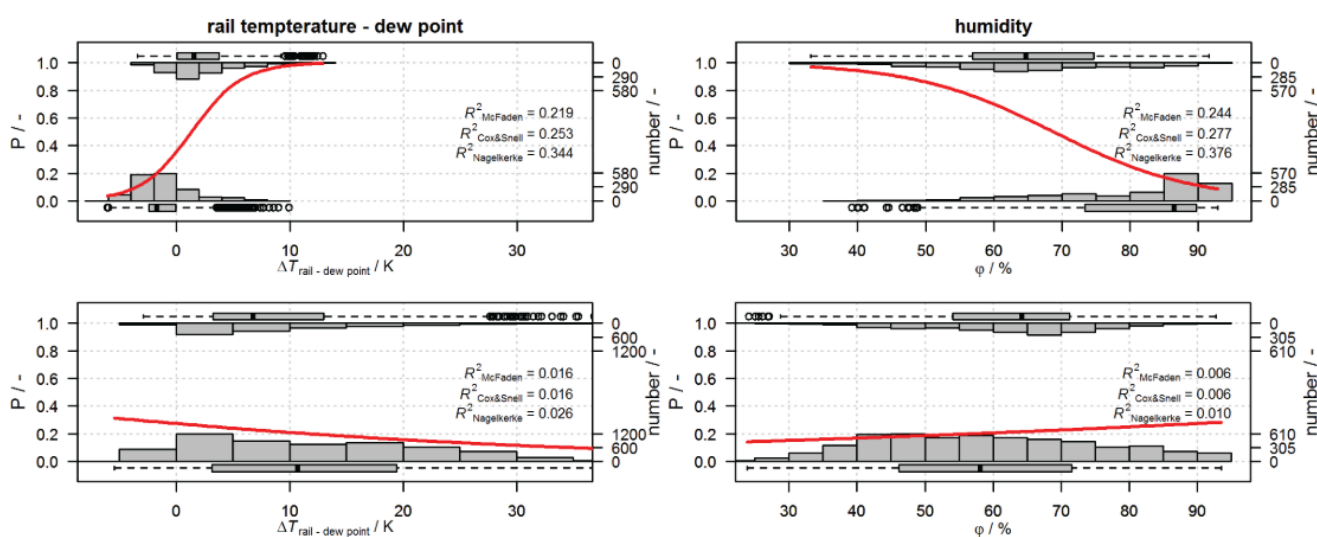 rail tempterature - dew point
humidity
1.0
0.8
0.6
0.4
0.2
0.0
P / -
0
290
580
580
290
0
number / -
R²McFaden = 0.219
R²Cox&Snell = 0.253
R²Nagelkerke = 0.344
0
10
20
30
ΔTrail - dew point / K
1.0
0.8
0.6
0.4
0.2
0.0
P / -
0
285
570
570
285
0
number / -
R²McFaden = 0.244
R²Cox&Snell = 0.277
R²Nagelkerke = 0.376
30
40
50
60
70
80
90
φ / %
1.0
0.8
0.6
0.4
0.2
0.0
P / -
0
600
1200
1200
600
0
number / -
R²McFaden = 0.016
R²Cox&Snell = 0.016
R²Nagelkerke = 0.026
0
10
20
30
ΔTrail - dew point / K
1.0
0.8
0.6
0.4
0.2
0.0
P / -
0
305
610
610
305
0
number / -
R²McFaden = 0.006
R²Cox&Snell = 0.006
R²Nagelkerke = 0.010
30
40
50
60
70
80
90
φ / %